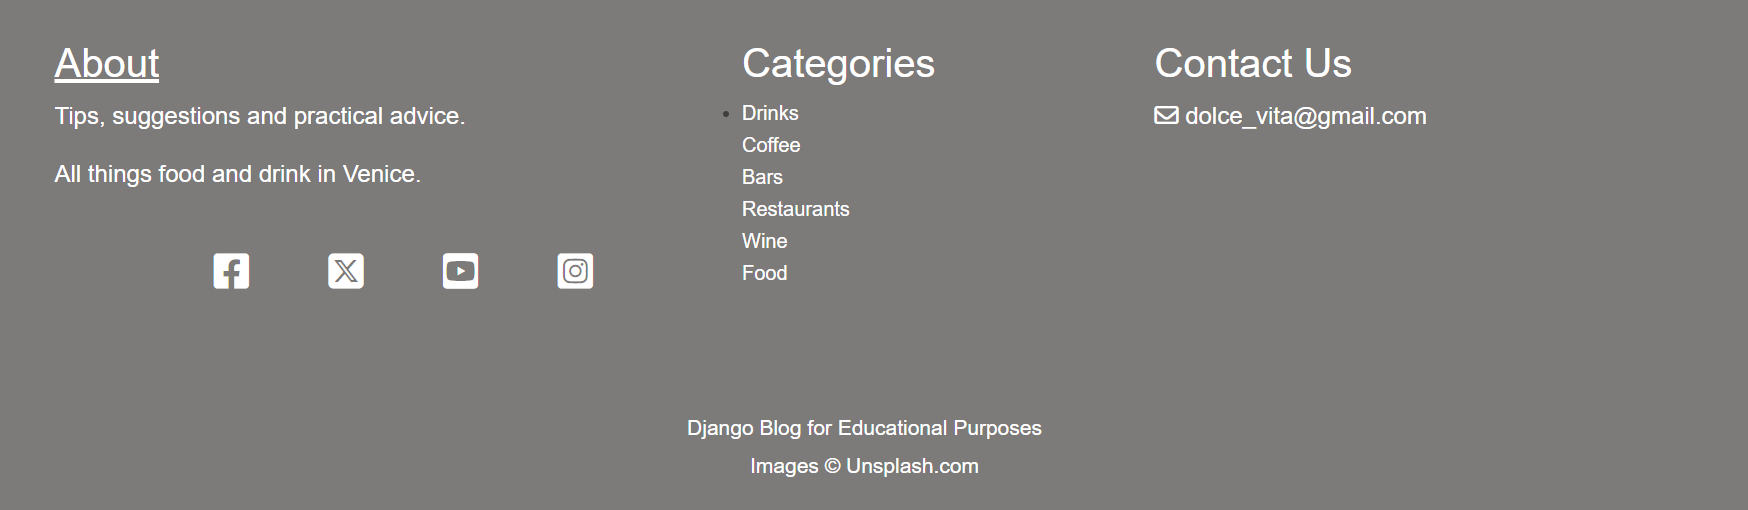 About
Tips, suggestions and practical advice.
All things food and drink in Venice.
Categories
Drinks
Coffee
Bars
Restaurants
Wine
Food
Contact Us
dolce_vita@gmail.com
Django Blog for Educational Purposes
Images © Unsplash.com